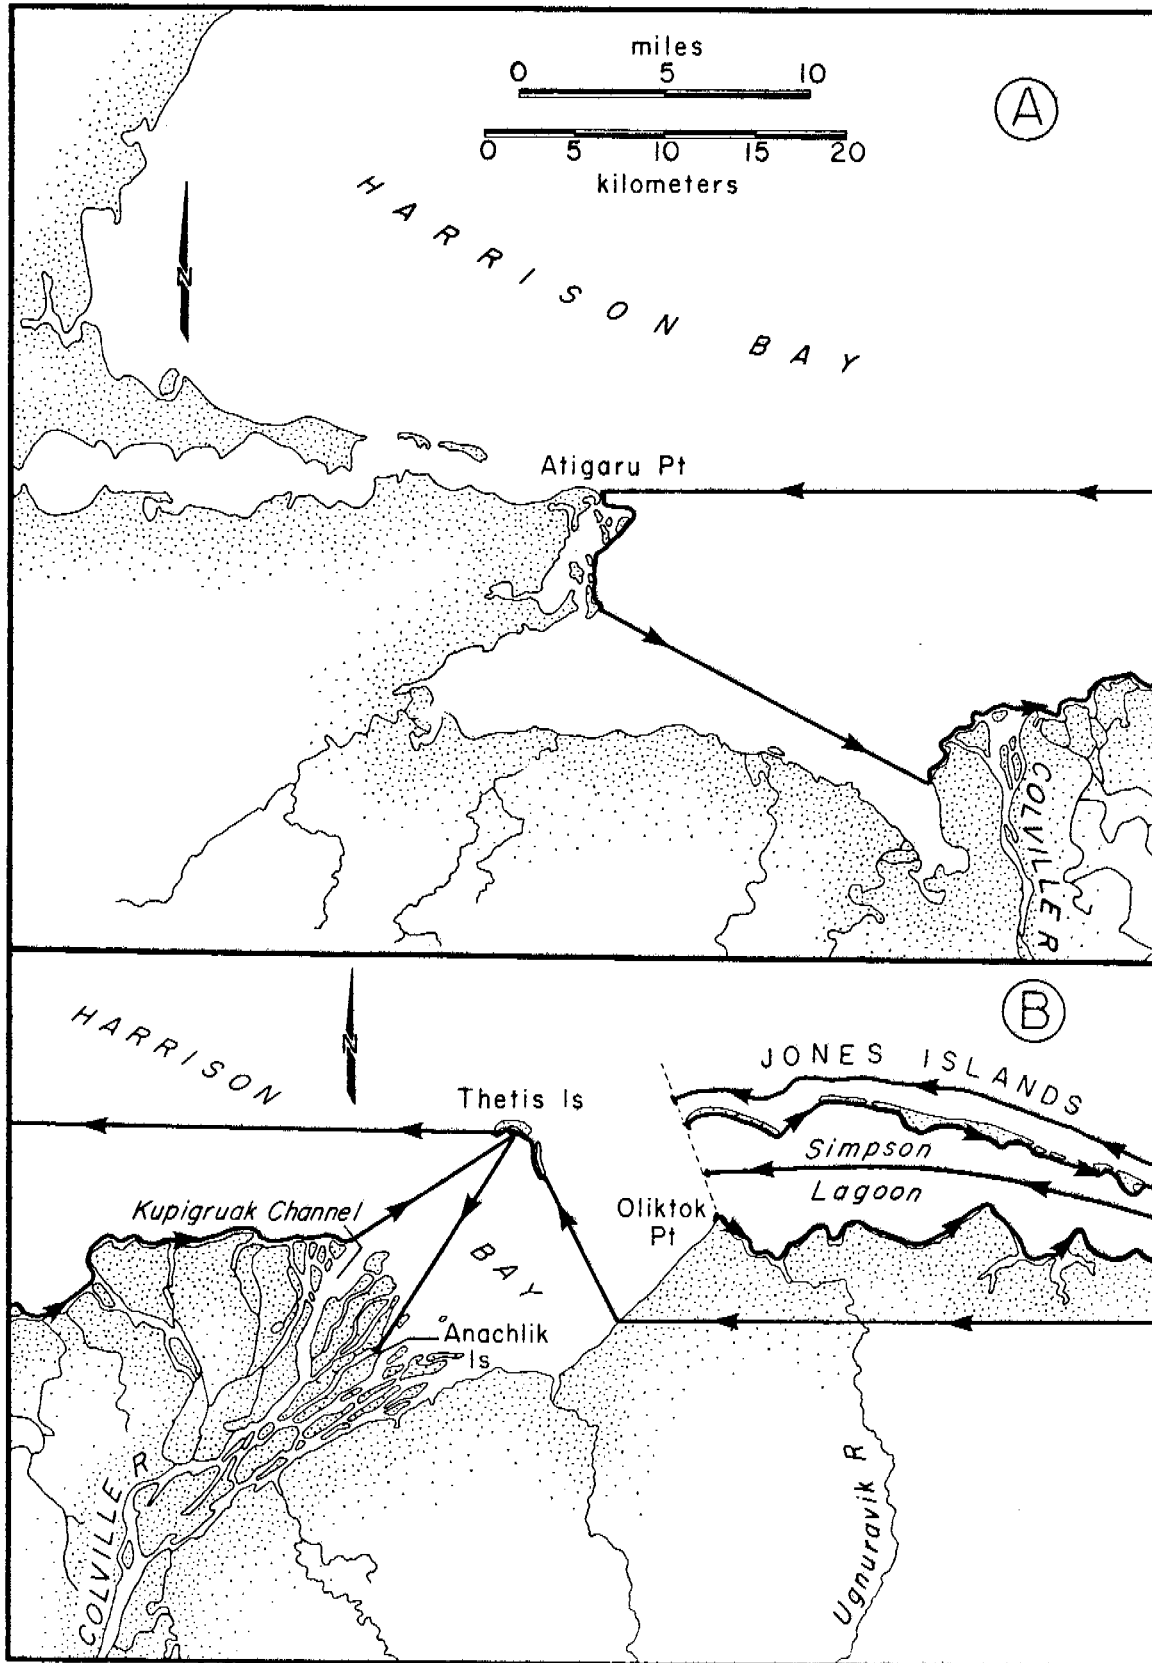 miles
0 5 10
A
0 5 10 15 20
kilometers
HARRISON BAY
N
Atigaru Pt
COLVILLE R
B
HARRISON
N
JONES ISLANDS
Thetis Is
Simpson
Lagoon
Kupigruak Channel
Oliktok
Pt
BAY
Anachlik
Is
COLVILLE R
Ugnuravik R